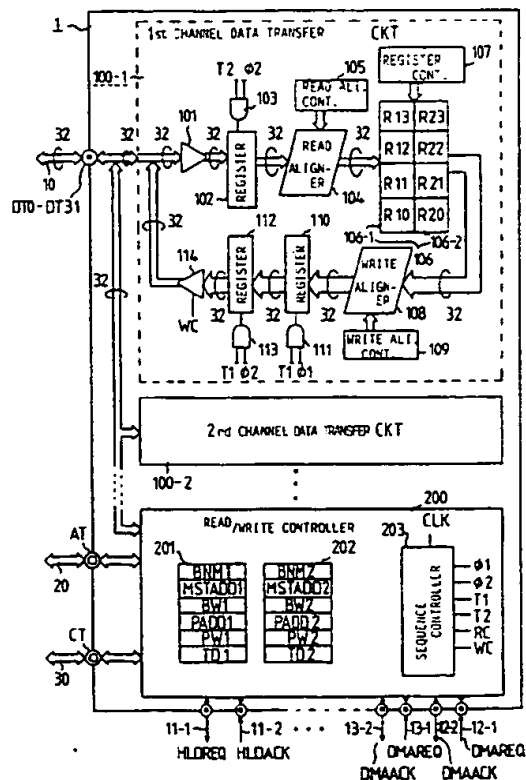 1
1st CHANNEL DATA TRANSFER CKT
100-1
107
REGISTER CONT.
105
READ ALI. CONT.
T2 Φ2
103
32 32 32 101 32 32 32
REGISTER
READ ALIGNER
R13 R23
R12 R22
R11 R21
R10 R20
10
DT0-DT31
102
104
106-1
106-2
106
32
112
110
114
REGISTER
REGISTER
WRITE ALIGNER
32
32 32 32 32
108
WC
113
111
WRITE ALI. CONT.
109
T1 Φ2
T1 Φ1
2rd CHANNEL DATA TRANSFER CKT
100-2
200
READ/WRITE CONTROLLER
AT
20
CT
30
201
BNM1
MSTADD1
BW1
PADD1
PW1
TD1
202
BNM2
MSTADD2
BW2
PADD2
PW2
TD2
203
CLK
SEQUENCE CONTROLLER
Φ1
Φ2
T1
T2
RC
WC
11-1
11-2
13-2
13-1
12-2
12-1
HLDREQ
HLDACK
DMAACK
DMAREQ
DMAACK
DMAREQ